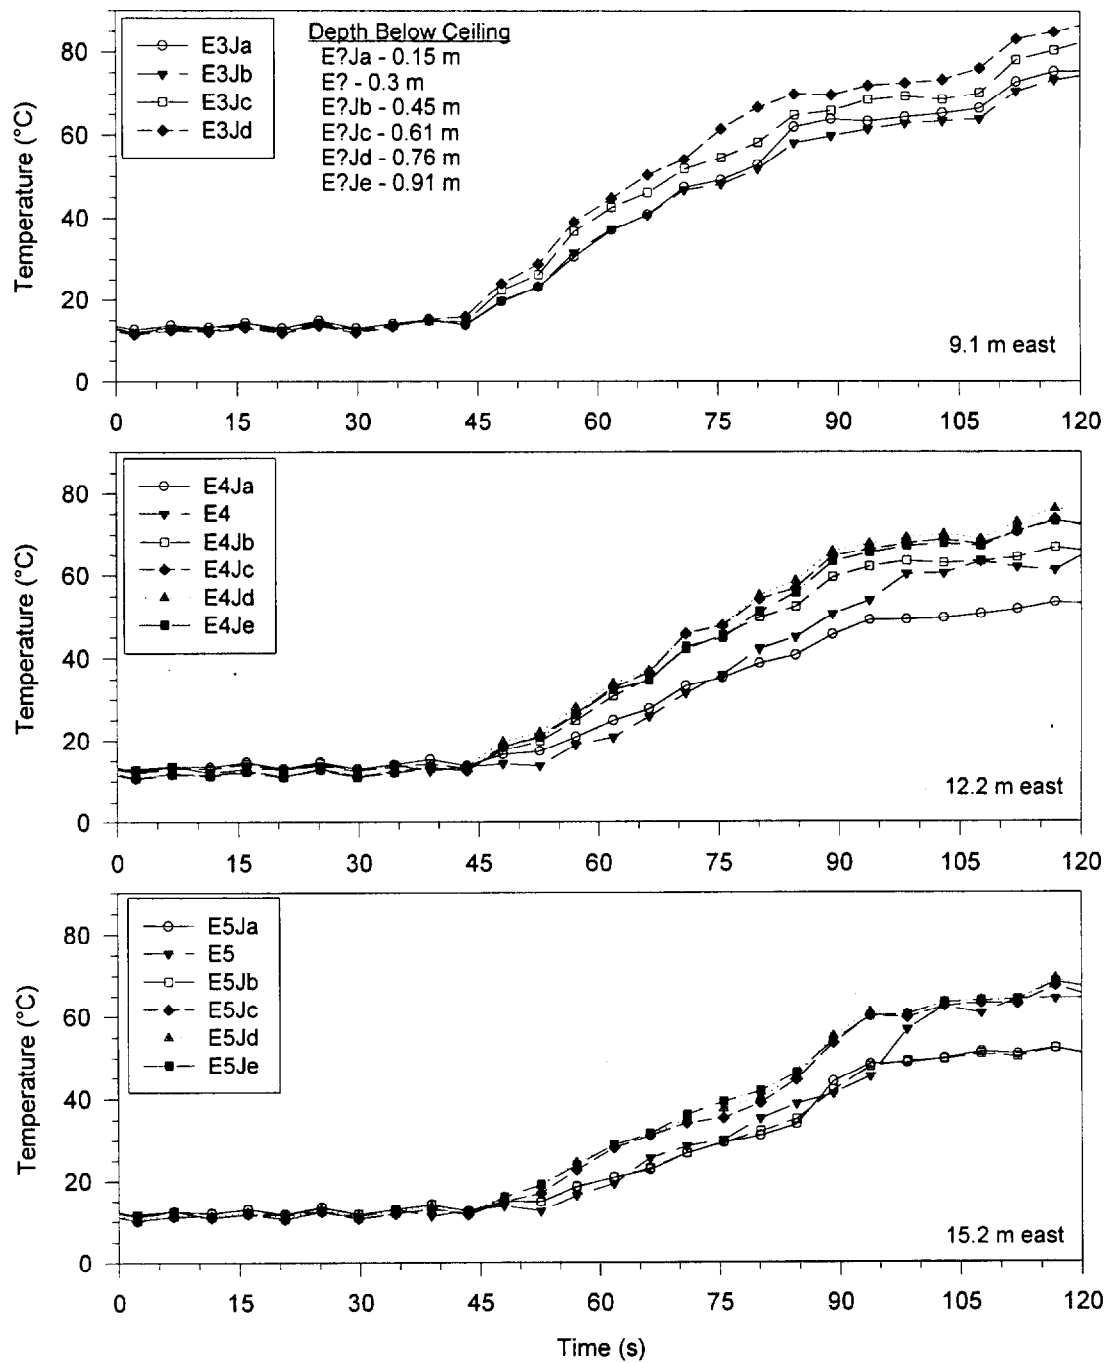 E3Ja
E3Jb
E3Jc
E3Jd
Depth Below Ceiling
E?Ja - 0.15 m
E? - 0.3 m
E?Jb - 0.45 m
E?Jc - 0.61 m
E?Jd - 0.76 m
E?Je - 0.91 m
80
60
40
20
0
Temperature (°C)
9.1 m east
0 15 30 45 60 75 90 105 120
E4Ja
E4
E4Jb
E4Jc
E4Jd
E4Je
80
60
40
20
0
Temperature (°C)
12.2 m east
0 15 30 45 60 75 90 105 120
E5Ja
E5
E5Jb
E5Jc
E5Jd
E5Je
80
60
40
20
0
Temperature (°C)
15.2 m east
0 15 30 45 60 75 90 105 120
Time (s)